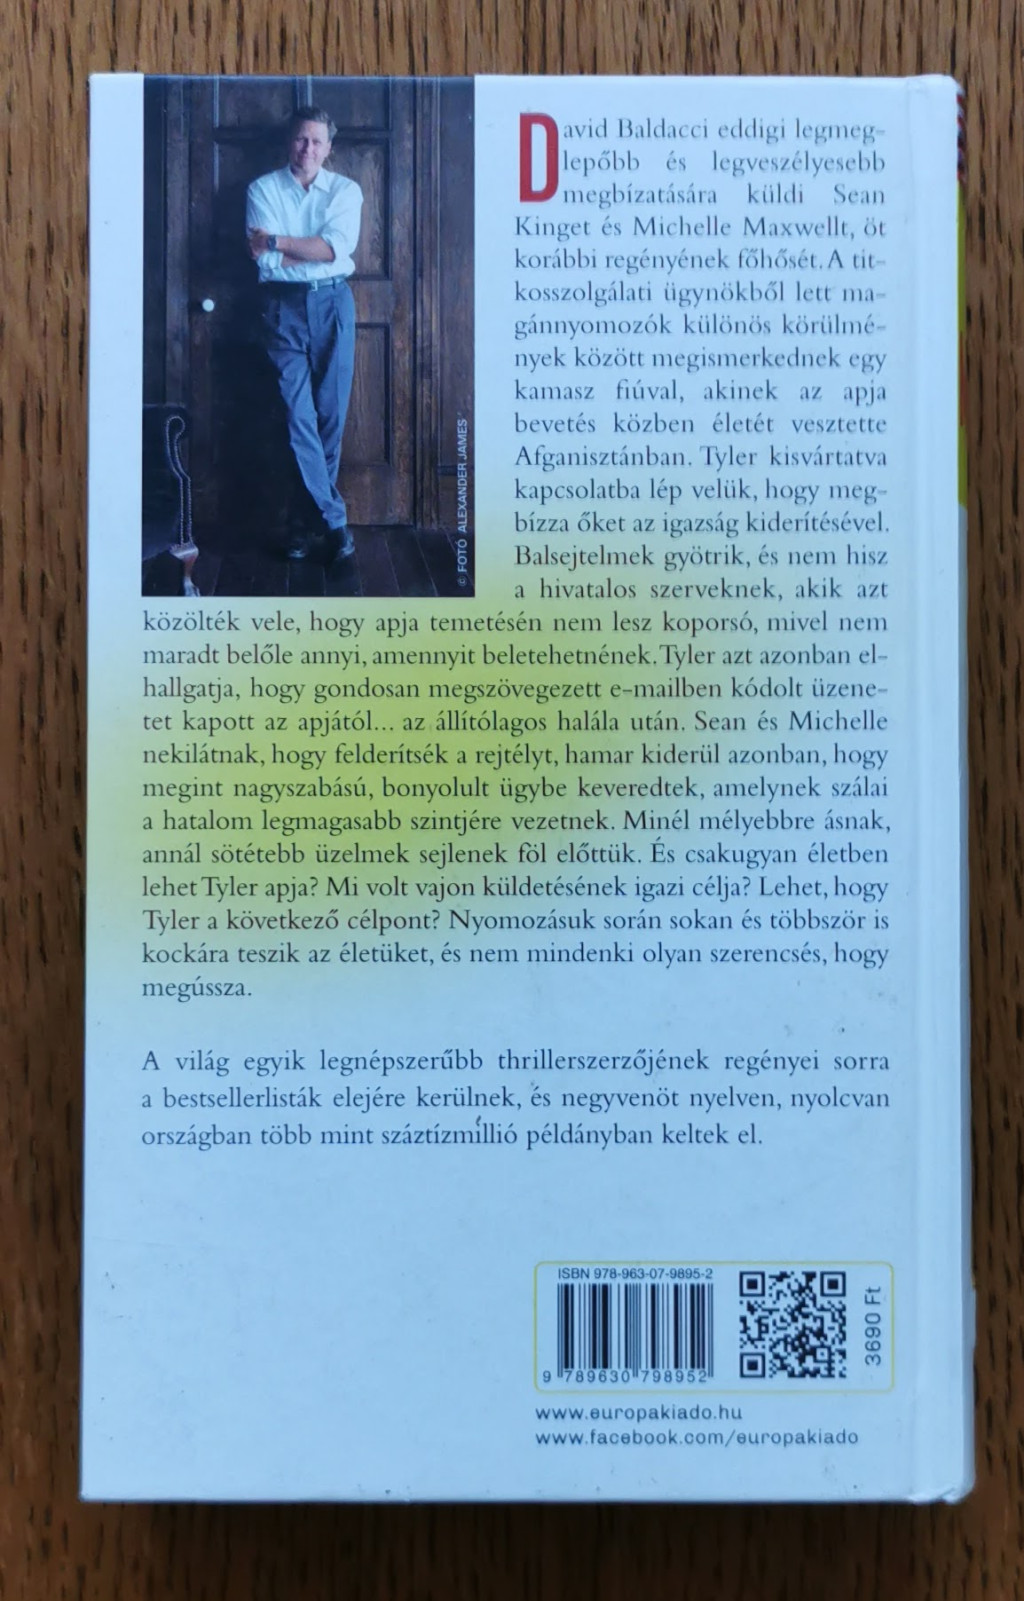 David Baldacci eddigi legmeg-
lepőbb és legveszélyesebb
megbízatására küldi Sean
Kinget és Michelle Maxwellt, öt
korábbi regényének főhősét. A tit-
kosszolgálati ügynökből lett ma-
gánnyomozók különös körülmé-
nyek között megismerkednek egy
kamasz fiúval, akinek az apja
bevetés közben életét vesztette
Afganisztánban. Tyler kisvártatva
kapcsolatba lép velük, hogy meg-
bízza őket az igazság kiderítésével.
Balsejtelmek gyötrik, és nem hisz
a hivatalos szerveknek, akik azt
közölték vele, hogy apja temetésén nem lesz koporsó, mivel nem
maradt belőle annyi, amennyit beletehetnének. Tyler azt azonban el-
hallgatja, hogy gondosan megszövegezett e-mailben kódolt üzene-
tet kapott az apjától... az állítólagos halála után. Sean és Michelle
nekilátnak, hogy felderítsék a rejtélyt, hamar kiderül azonban, hogy
megint nagyszabású, bonyolult ügybe keveredtek, amelynek szálai
a hatalom legmagasabb szintjére vezetnek. Minél mélyebbre ásnak,
annál sötétebb üzelmek sejlenek föl előttük. És csakugyan életben
lehet Tyler apja? Mi volt vajon küldetésének igazi célja? Lehet, hogy
Tyler a következő célpont? Nyomozásuk során sokan és többször is
kockára teszik az életüket, és nem mindenki olyan szerencsés, hogy
megússza.
© FOTÓ ALEXANDER JAMES
A világ egyik legnépszerűbb thrillerszerzőjének regényei sorra
a bestsellerlisták elejére kerülnek, és negyvenöt nyelven, nyolcvan
országban több mint száztízmillió példányban keltek el.
ISBN 978-963-07-9895-2
9 789630 798952
3690 Ft
www.europakiado.hu
www.facebook.com/europakiado